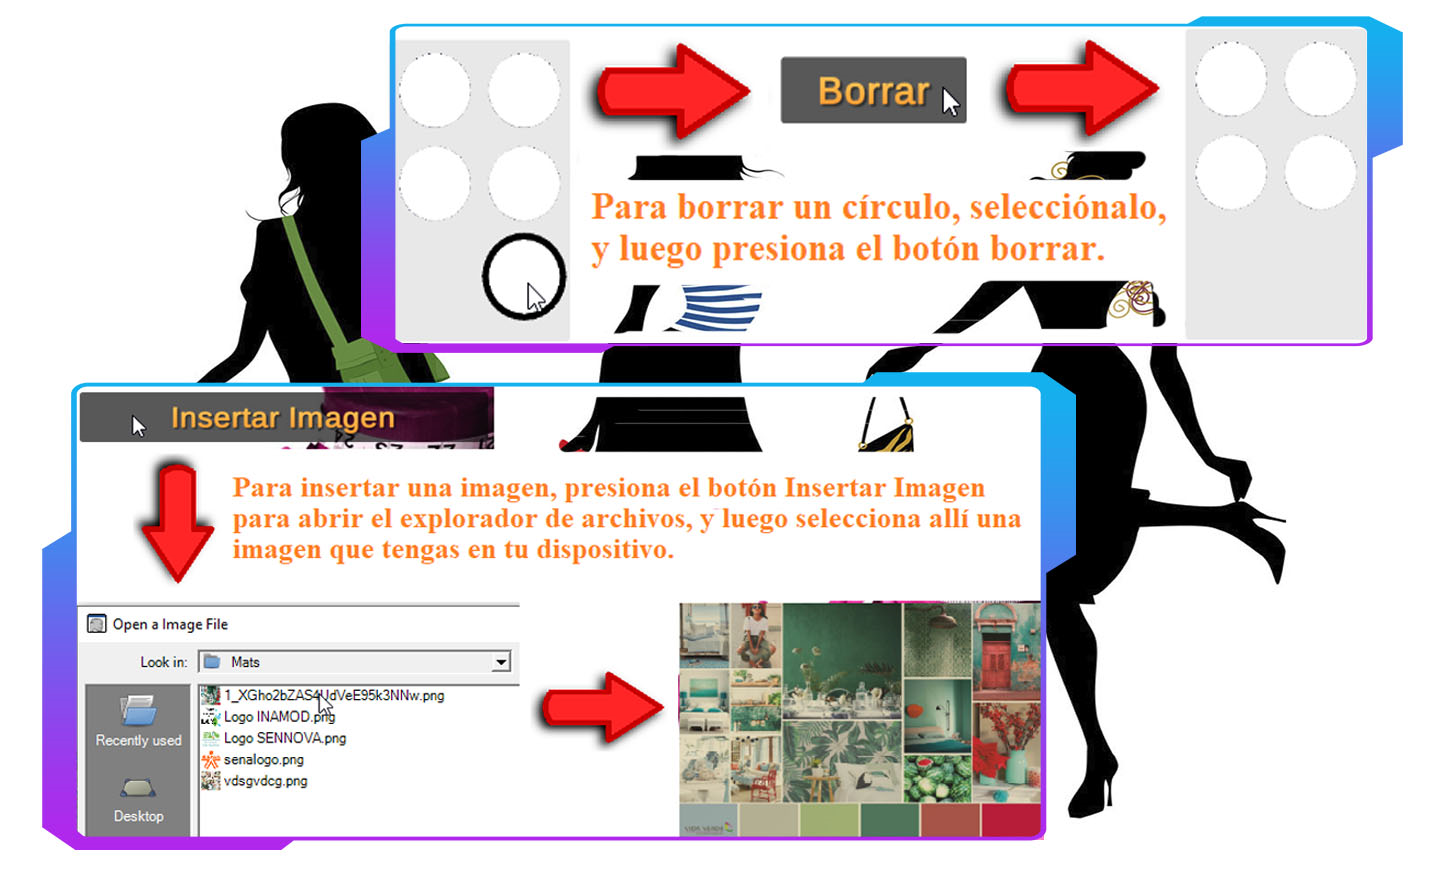 Borrar
Para borrar un círculo, selecciónalo,
y luego presiona el botón borrar.
Insertar Imagen
Para insertar una imagen, presiona el botón Insertar Imagen
para abrir el explorador de archivos, y luego selecciona allí una
imagen que tengas en tu dispositivo.
Open a Image File
Look in: Mats
1_XGho2bZAS4UdVeE95k3NNw.png
Logo INAMOD.png
Logo SENNOVA.png
senalogo.png
vdsgvdcg.png
Recently used
Desktop
VIDA VERDE